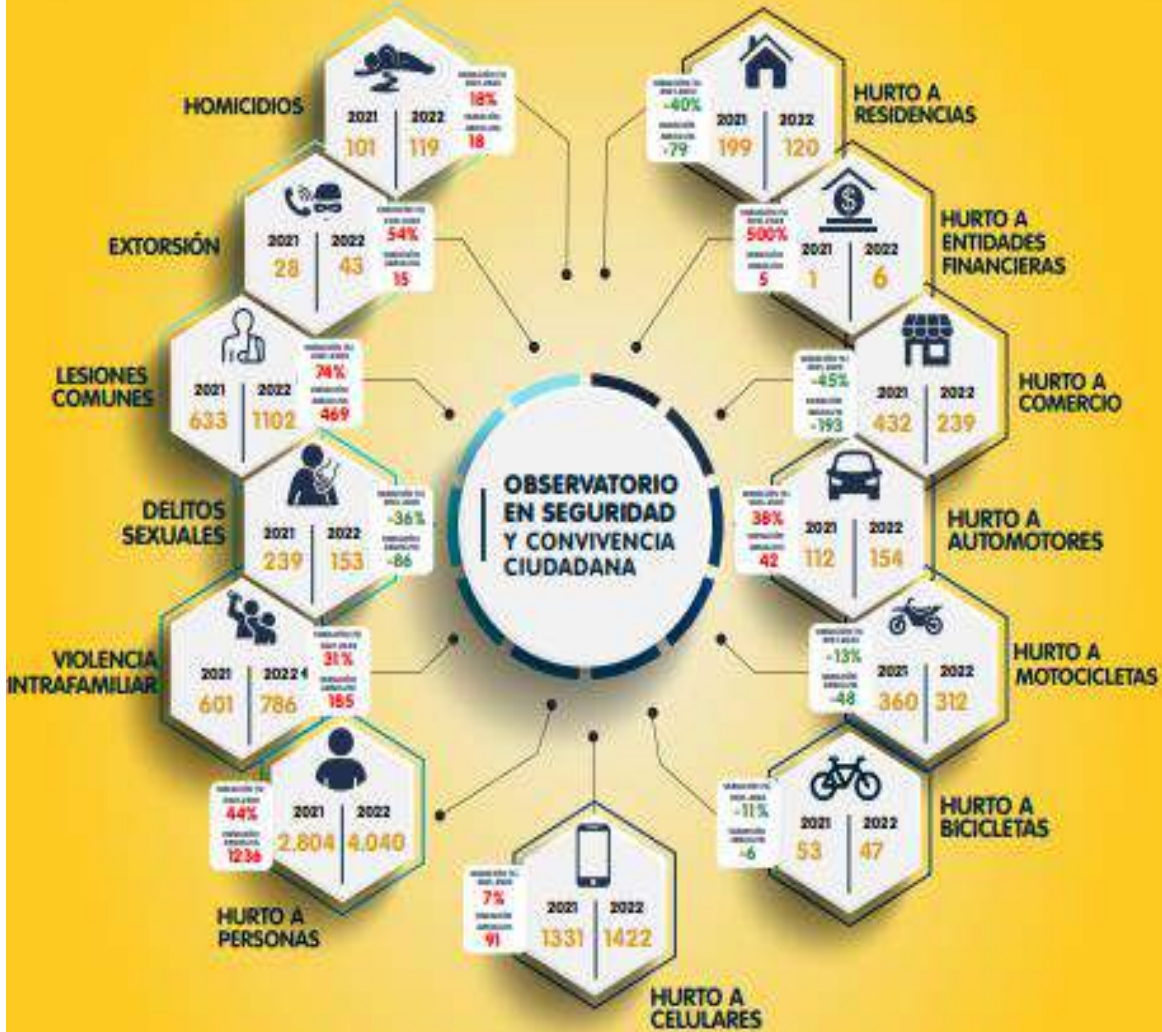 HOMICIDIOS
2021
2022
101
119
18%
18
EXTORSIÓN
2021
2022
28
43
54%
15
LESIONES
COMUNES
2021
2022
633
1102
74%
469
DELITOS
SEXUALES
2021
2022
239
153
-36%
-86
VIOLENCIA
INTRAFAMILIAR
2021
2022
601
786
31%
185
HURTO A
PERSONAS
2021
2022
2.804
4.040
44%
1236
OBSERVATORIO
EN SEGURIDAD
Y CONVIVENCIA
CIUDADANA
HURTO A
RESIDENCIAS
2021
2022
199
120
-40%
-79
HURTO A
ENTIDADES
FINANCIERAS
2021
2022
1
6
500%
5
HURTO A
COMERCIO
2021
2022
432
239
-45%
-193
HURTO A
AUTOMOTORES
2021
2022
112
154
38%
42
HURTO A
MOTOCICLETAS
2021
2022
360
312
-13%
-48
HURTO A
BICICLETAS
2021
2022
53
47
-11%
-6
HURTO A
CELULARES
2021
2022
1331
1422
7%
91